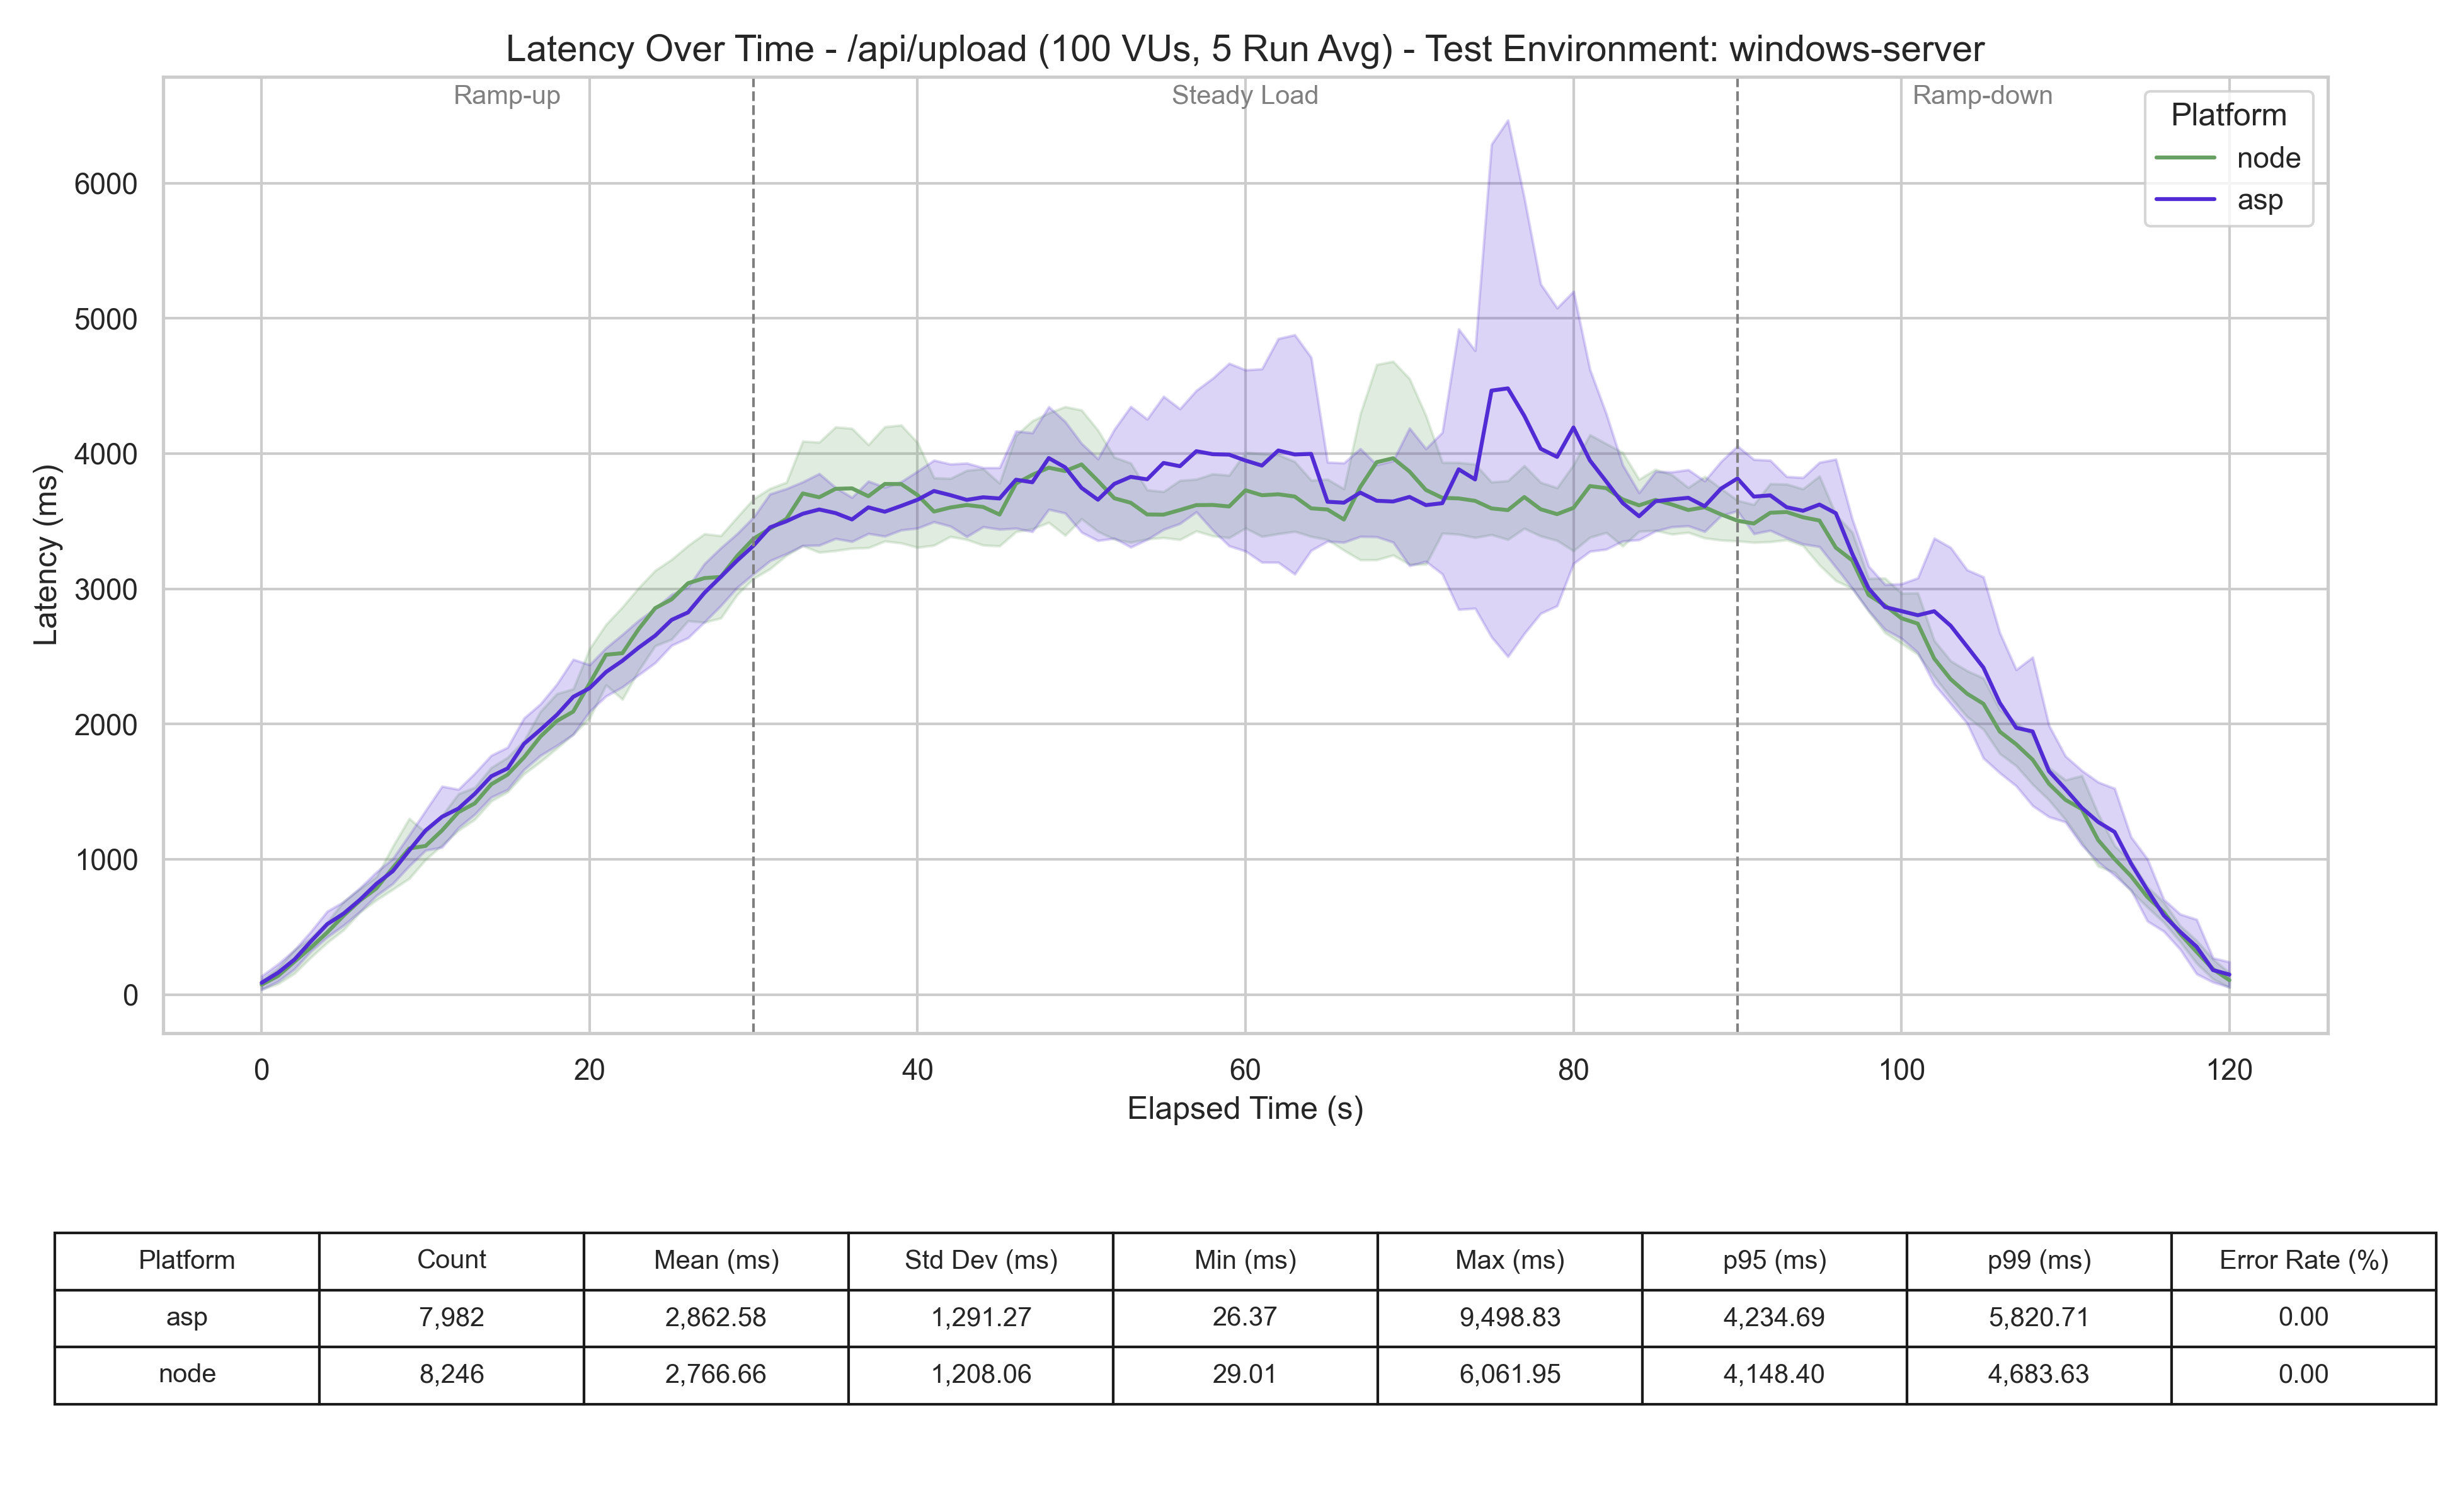 Latency Over Time - /api/upload (100 VUs, 5 Run Avg) - Test Environment: windows-server
Ramp-up
Steady Load
Ramp-down
Platform
node
asp
Latency (ms)
6000
5000
4000
3000
2000
1000
0
0 20 40 60 80 100 120
Elapsed Time (s)
Platform Count Mean (ms) Std Dev (ms) Min (ms) Max (ms) p95 (ms) p99 (ms) Error Rate (%)
asp 7,982 2,862.58 1,291.27 26.37 9,498.83 4,234.69 5,820.71 0.00
node 8,246 2,766.66 1,208.06 29.01 6,061.95 4,148.40 4,683.63 0.00